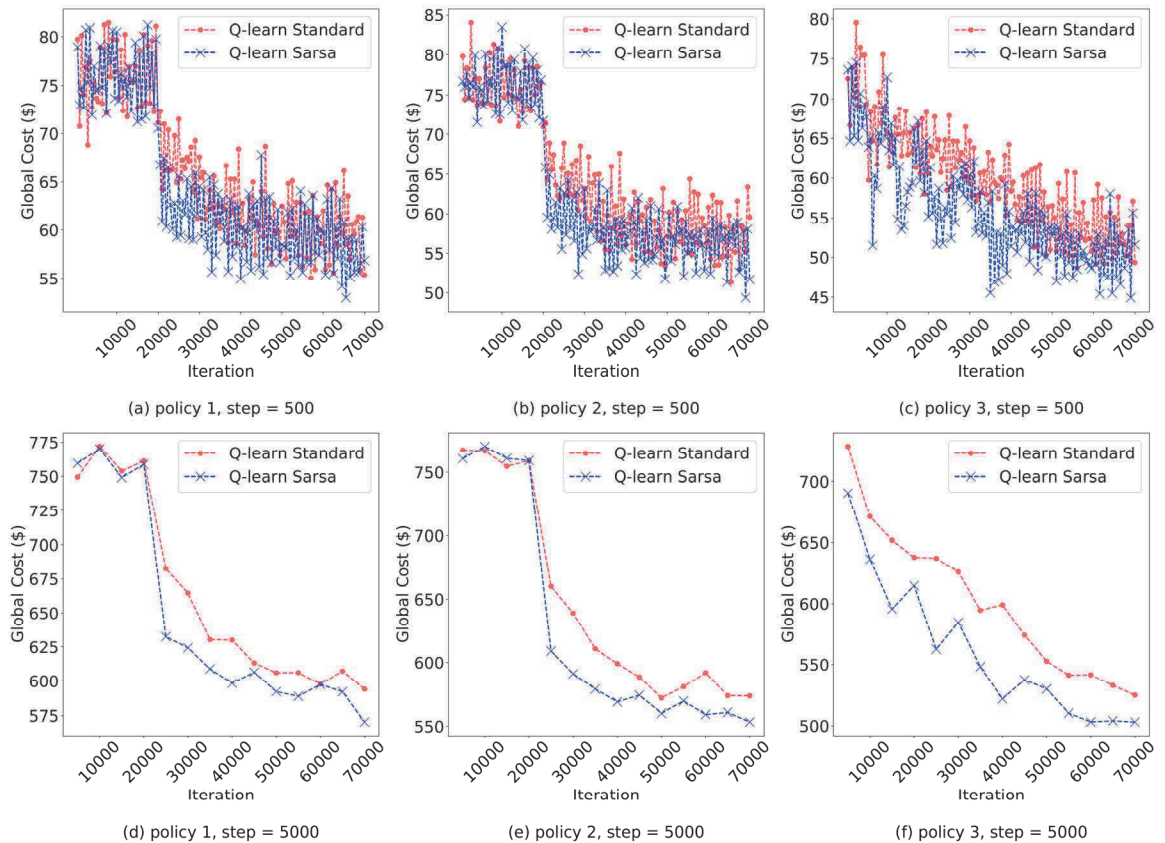 Q-learn Standard
Q-learn Sarsa
Global Cost ($)
80
75
70
65
60
55
10000
20000
30000
40000
50000
60000
70000
Iteration
(a) policy 1, step = 500
Q-learn Standard
Q-learn Sarsa
Global Cost ($)
85
80
75
70
65
60
55
50
10000
20000
30000
40000
50000
60000
70000
Iteration
(b) policy 2, step = 500
Q-learn Standard
Q-learn Sarsa
Global Cost ($)
80
75
70
65
60
55
50
45
10000
20000
30000
40000
50000
60000
70000
Iteration
(c) policy 3, step = 500
Q-learn Standard
Q-learn Sarsa
Global Cost ($)
775
750
725
700
675
650
625
600
575
10000
20000
30000
40000
50000
60000
70000
Iteration
(d) policy 1, step = 5000
Q-learn Standard
Q-learn Sarsa
Global Cost ($)
750
700
650
600
550
10000
20000
30000
40000
50000
60000
70000
Iteration
(e) policy 2, step = 5000
Q-learn Standard
Q-learn Sarsa
Global Cost ($)
700
650
600
550
500
10000
20000
30000
40000
50000
60000
70000
Iteration
(f) policy 3, step = 5000